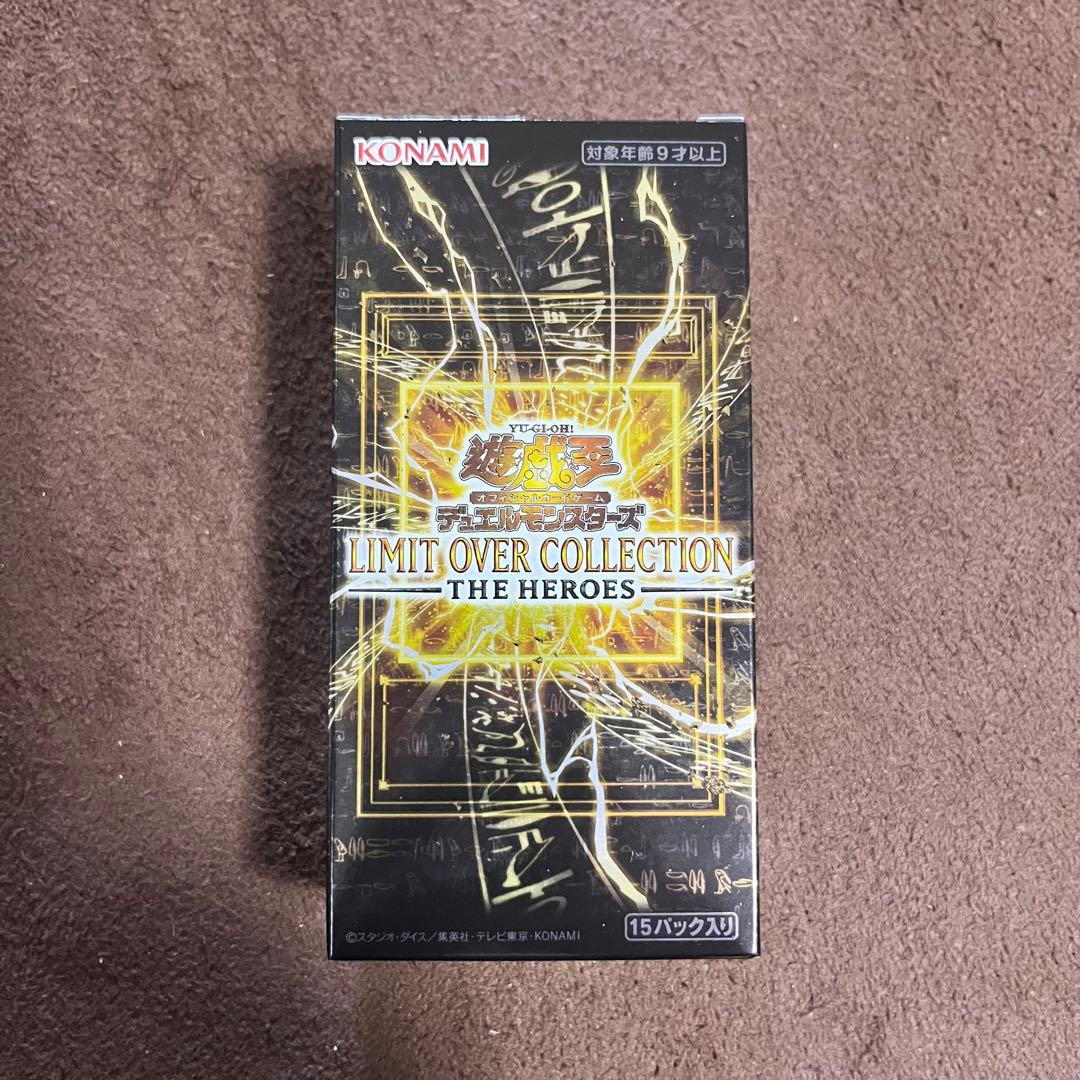 KONAMI
対象年齢9才以上
YU-GI-OH!
遊戯王
オフィシャルカードゲーム
デュエルモンスターズ
LIMIT OVER COLLECTION
THE HEROES
15パック入り
©スタジオ・ダイス/集英社・テレビ東京・KONAMI